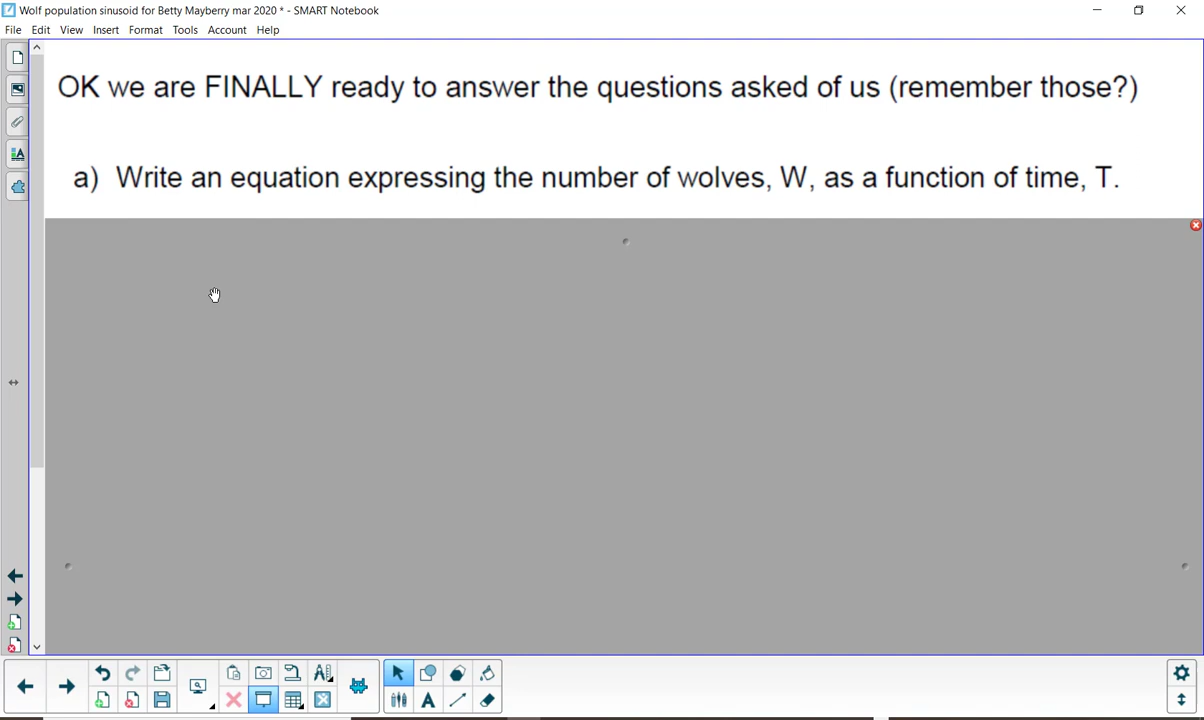 Wolf population sinusoid for Betty Mayberry mar 2020 * - SMART Notebook
File Edit View Insert Format Tools Account Help
OK we are FINALLY ready to answer the questions asked of us (remember those?)
a) Write an equation expressing the number of wolves, W, as a function of time, T.